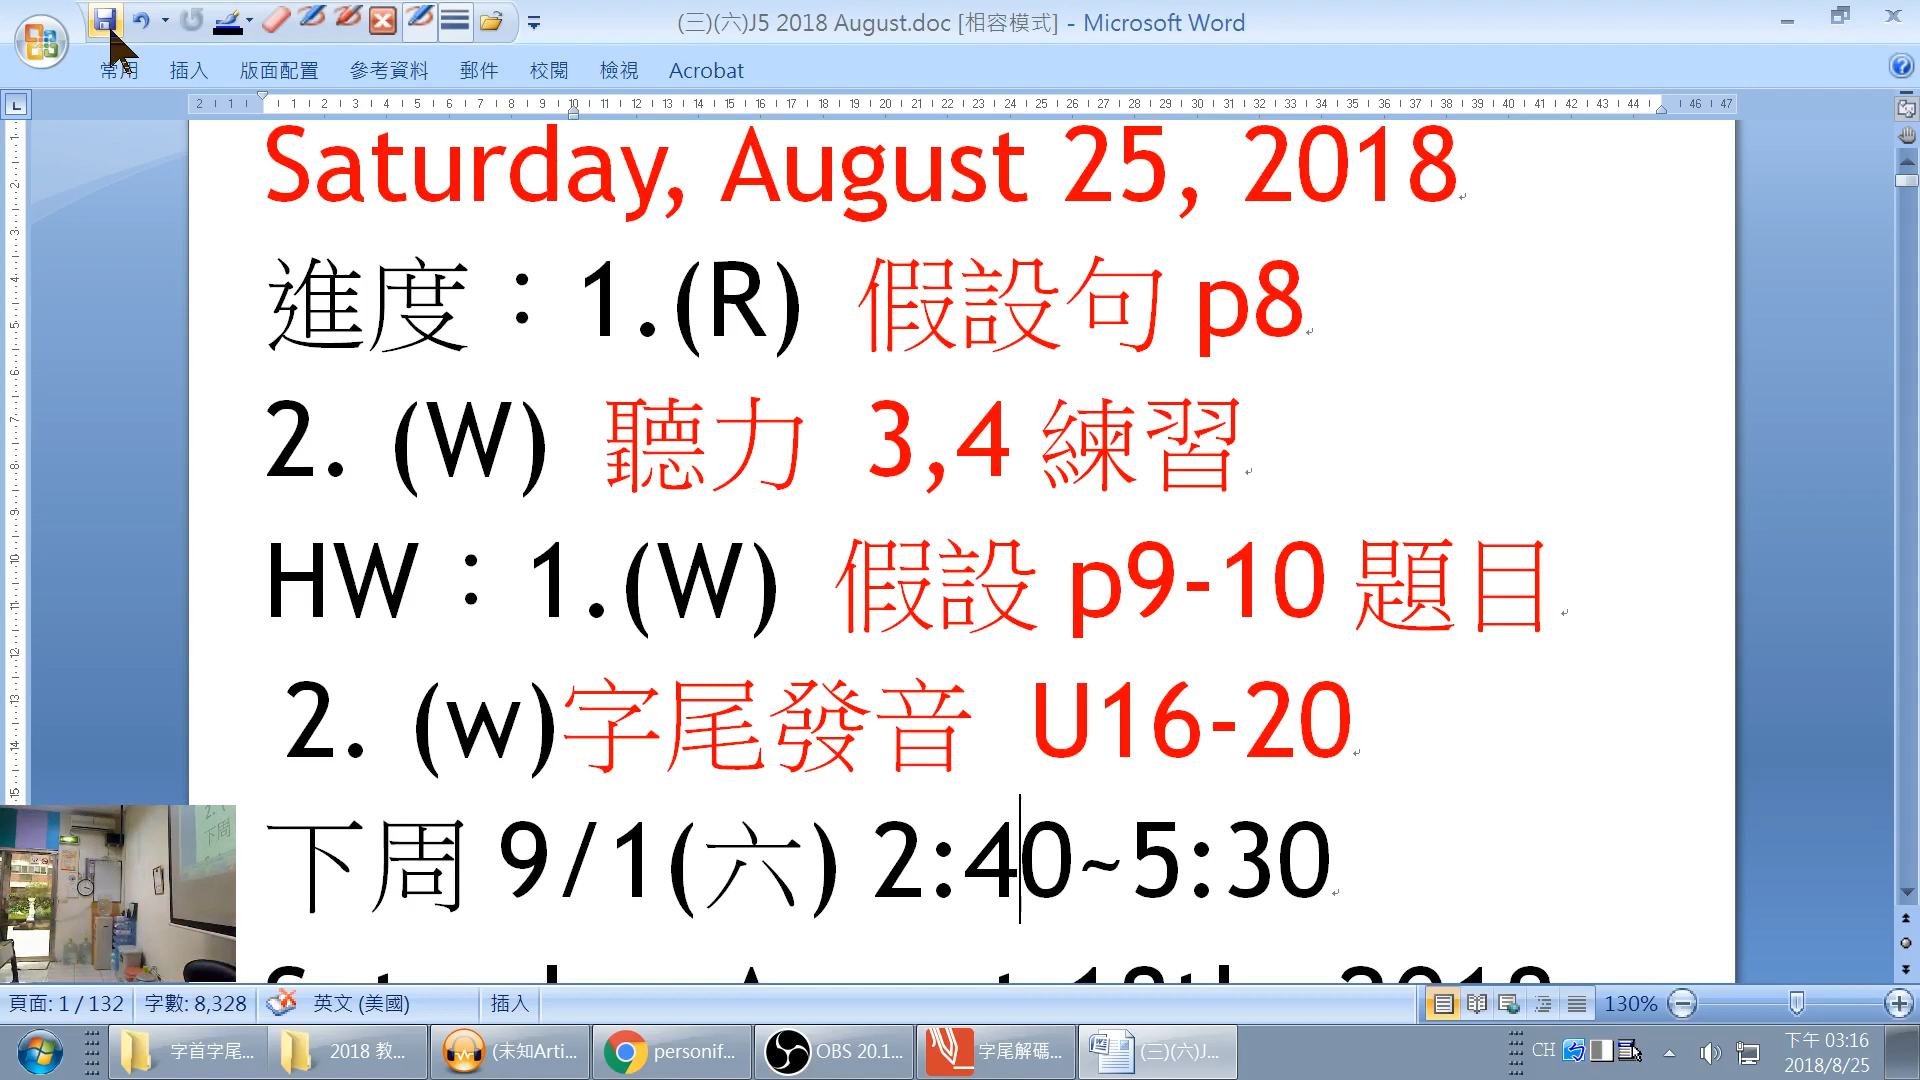 (三)(六)J5 2018 August.doc [相容模式] - Microsoft Word
常用 插入 版面配置 參考資料 郵件 校閱 檢視 Acrobat
Saturday, August 25, 2018
進度：1.(R) 假設句 p8
2. (W) 聽力 3,4 練習
HW：1.(W) 假設 p9-10 題目
2. (w)字尾發音 U16-20
下周 9/1(六) 2:40~5:30
頁面: 1 / 132 字數: 8,328 英文 (美國) 插入 130%
字首字尾... 2018 教... (未知Arti... personif... OBS 20.1... 字尾解碼... (三)(六)J... CH 下午 03:16
2018/8/25